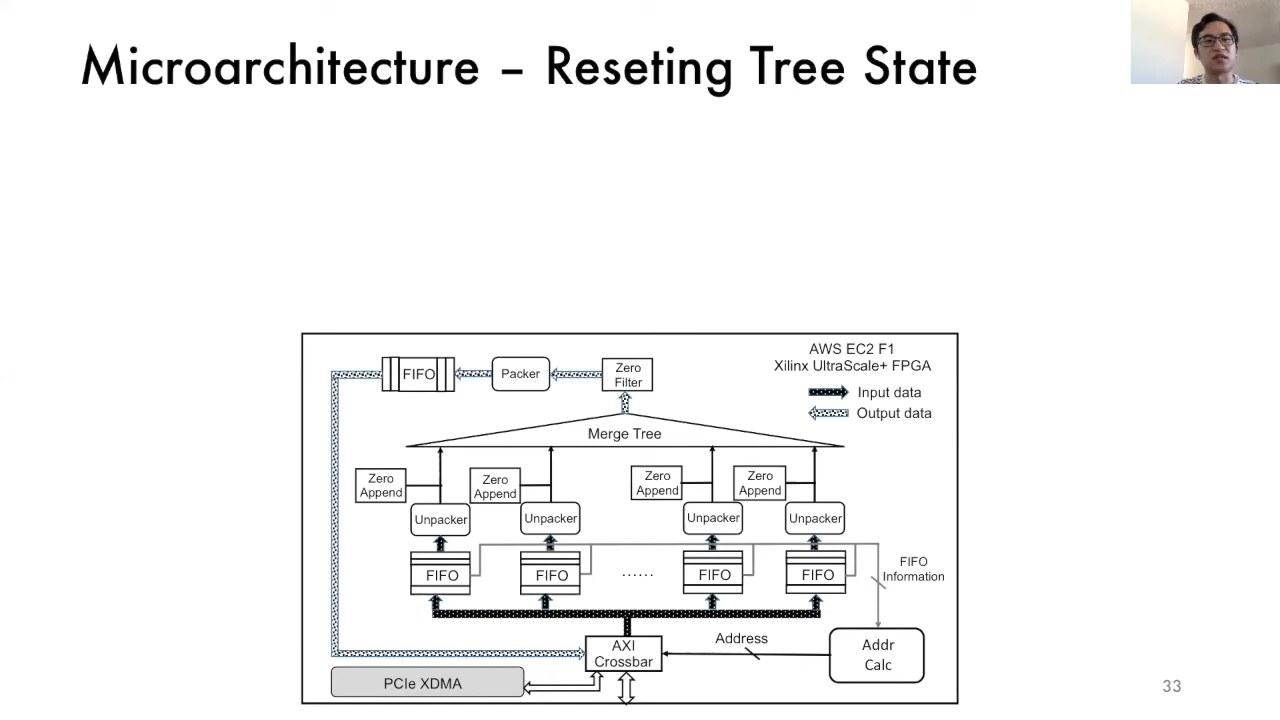 Microarchitecture – Reseting Tree State
AWS EC2 F1
Xilinx UltraScale+ FPGA
Input data
Output data
FIFO
Packer
Zero
Filter
Merge Tree
Zero
Append
Zero
Append
Zero
Append
Zero
Append
Unpacker
Unpacker
Unpacker
Unpacker
FIFO
FIFO
......
FIFO
FIFO
FIFO
Information
AXI
Crossbar
Address
Addr
Calc
PCIe XDMA
33